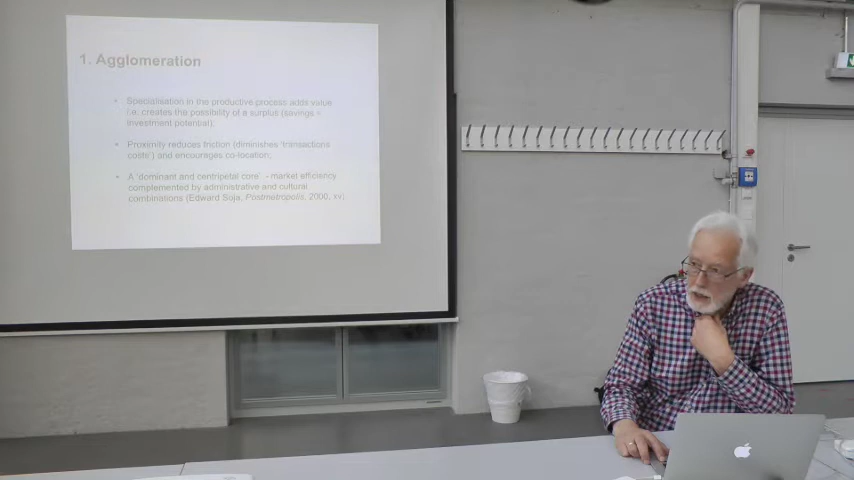 1. Agglomeration
• Specialisation in the productive process adds value
i.e. creates the possibility of a surplus (savings =
investment potential);
• Proximity reduces friction (diminishes 'transactions
costs') and encourages co-location;
• A 'dominant and centripetal core' - market efficiency
complemented by administrative and cultural
combinations (Edward Soja, Postmetropolis, 2000, xv)